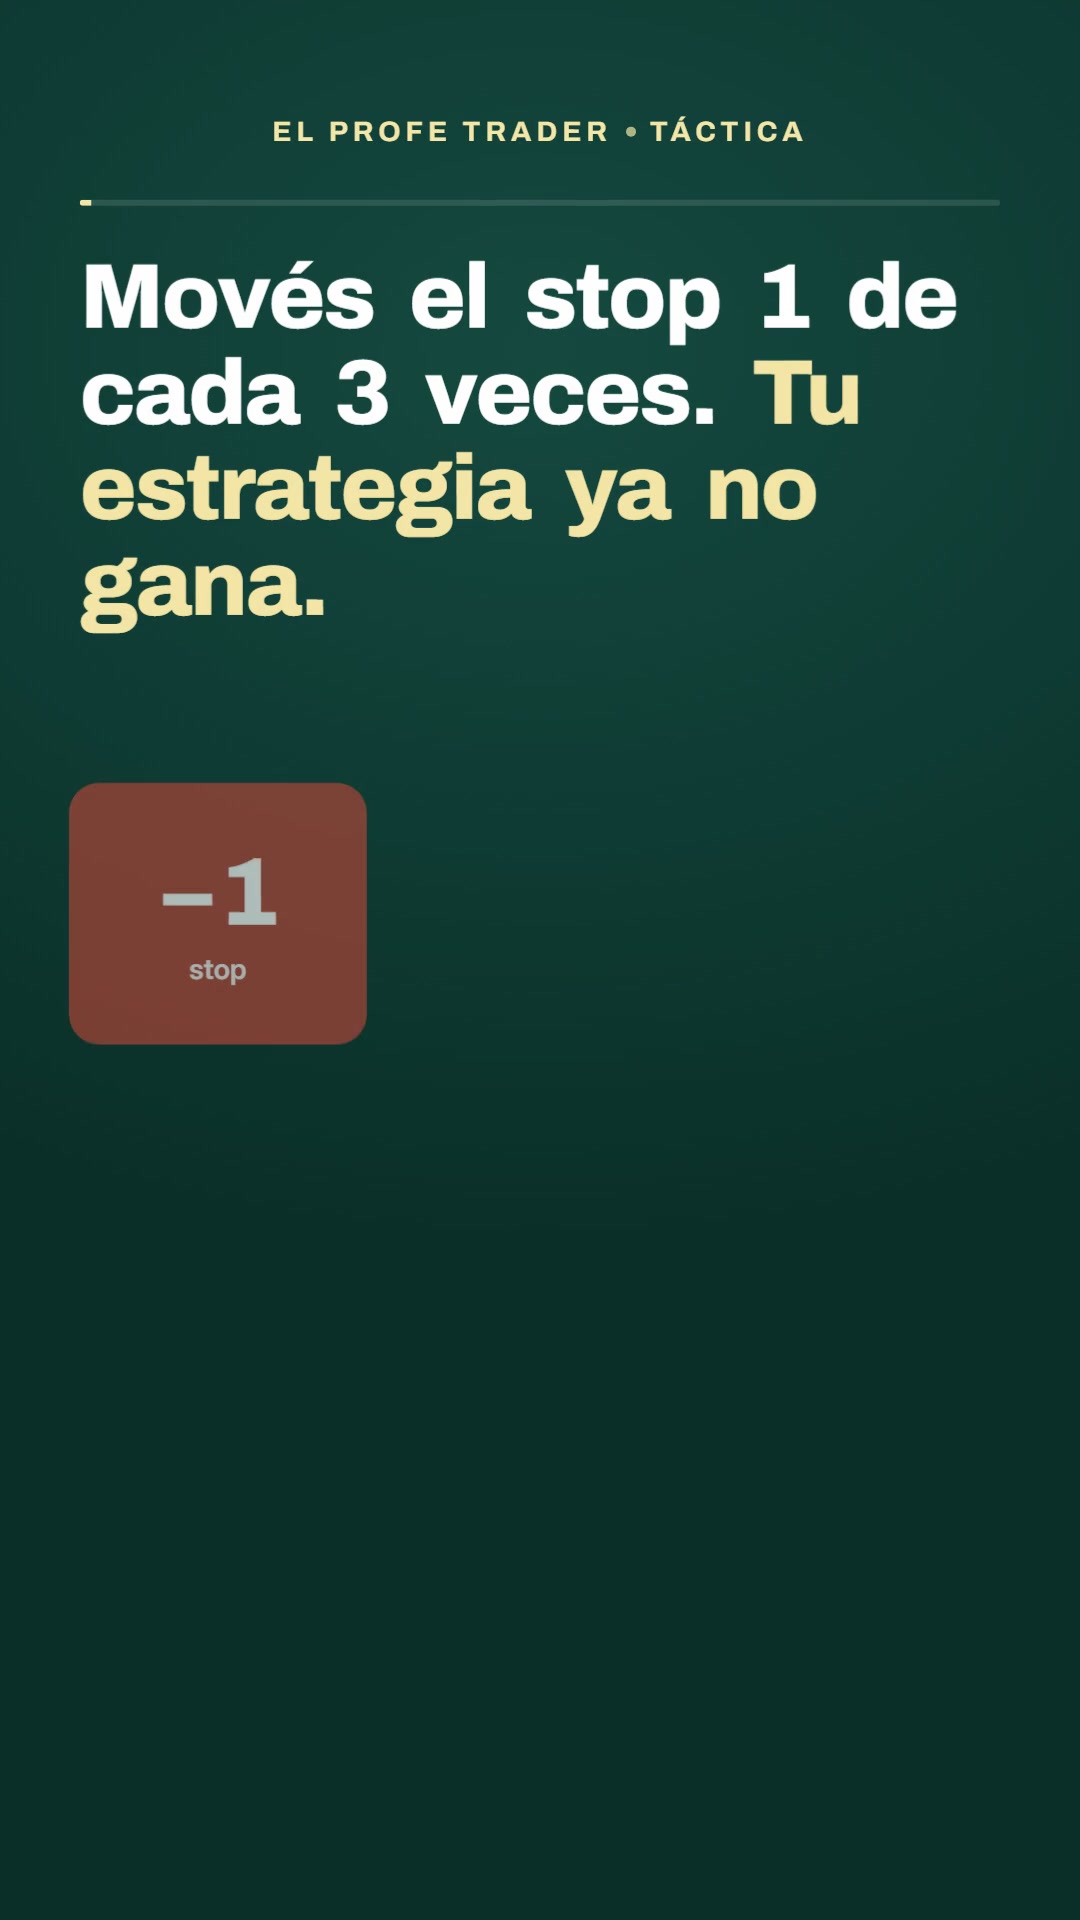 EL PROFE TRADER • TÁCTICA
Movés el stop 1 de
cada 3 veces. Tu
estrategia ya no
gana.
−1
stop